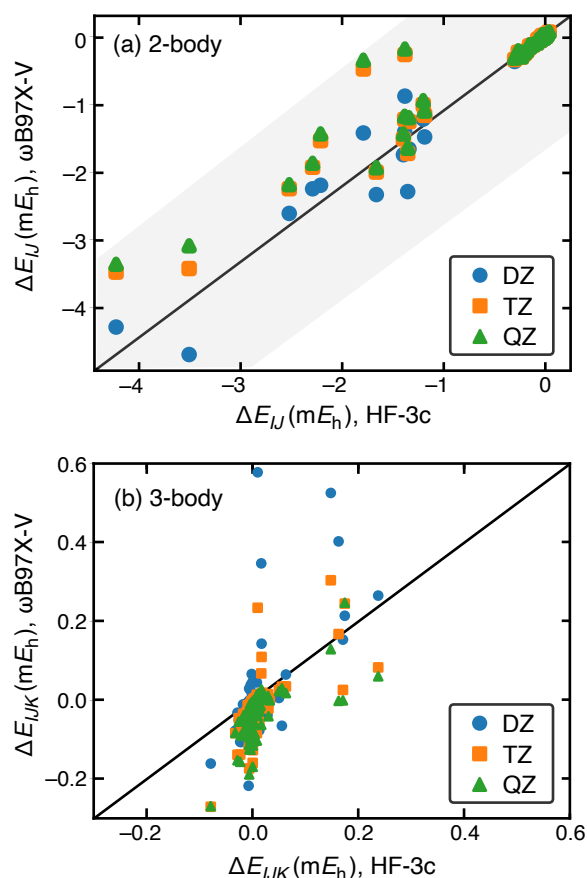 (a) 2-body
0
−1
−2
−3
−4
ΔE_IJ (mE_h), ωB97X-V
DZ
TZ
QZ
−4 −3 −2 −1 0
ΔE_IJ (mE_h), HF-3c
(b) 3-body
0.6
0.4
0.2
0.0
−0.2
ΔE_IJK (mE_h), ωB97X-V
DZ
TZ
QZ
−0.2 0.0 0.2 0.4 0.6
ΔE_IJK (mE_h), HF-3c